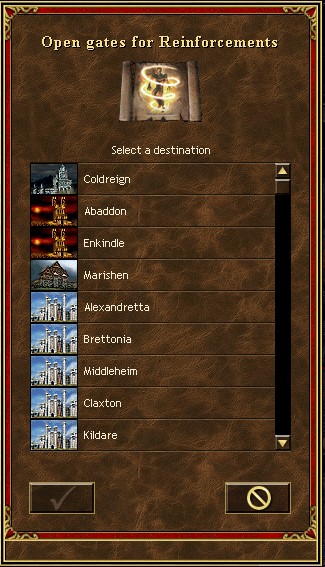 Open gates for Reinforcements
Select a destination
Coldreign
Abaddon
Enkindle
Marishen
Alexandretta
Brettonia
Middleheim
Claxton
Kildare